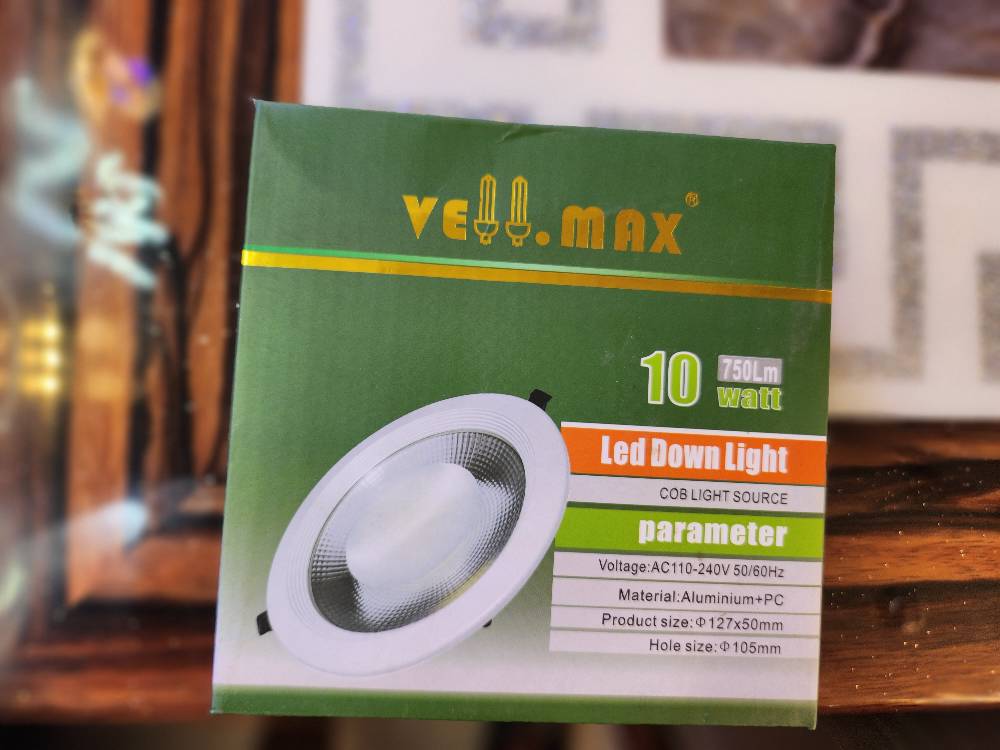 VELL.MAX®
10 750Lm
watt
Led Down Light
COB LIGHT SOURCE
parameter
Voltage:AC110-240V 50/60Hz
Material:Aluminium+PC
Product size:Φ127x50mm
Hole size:Φ105mm